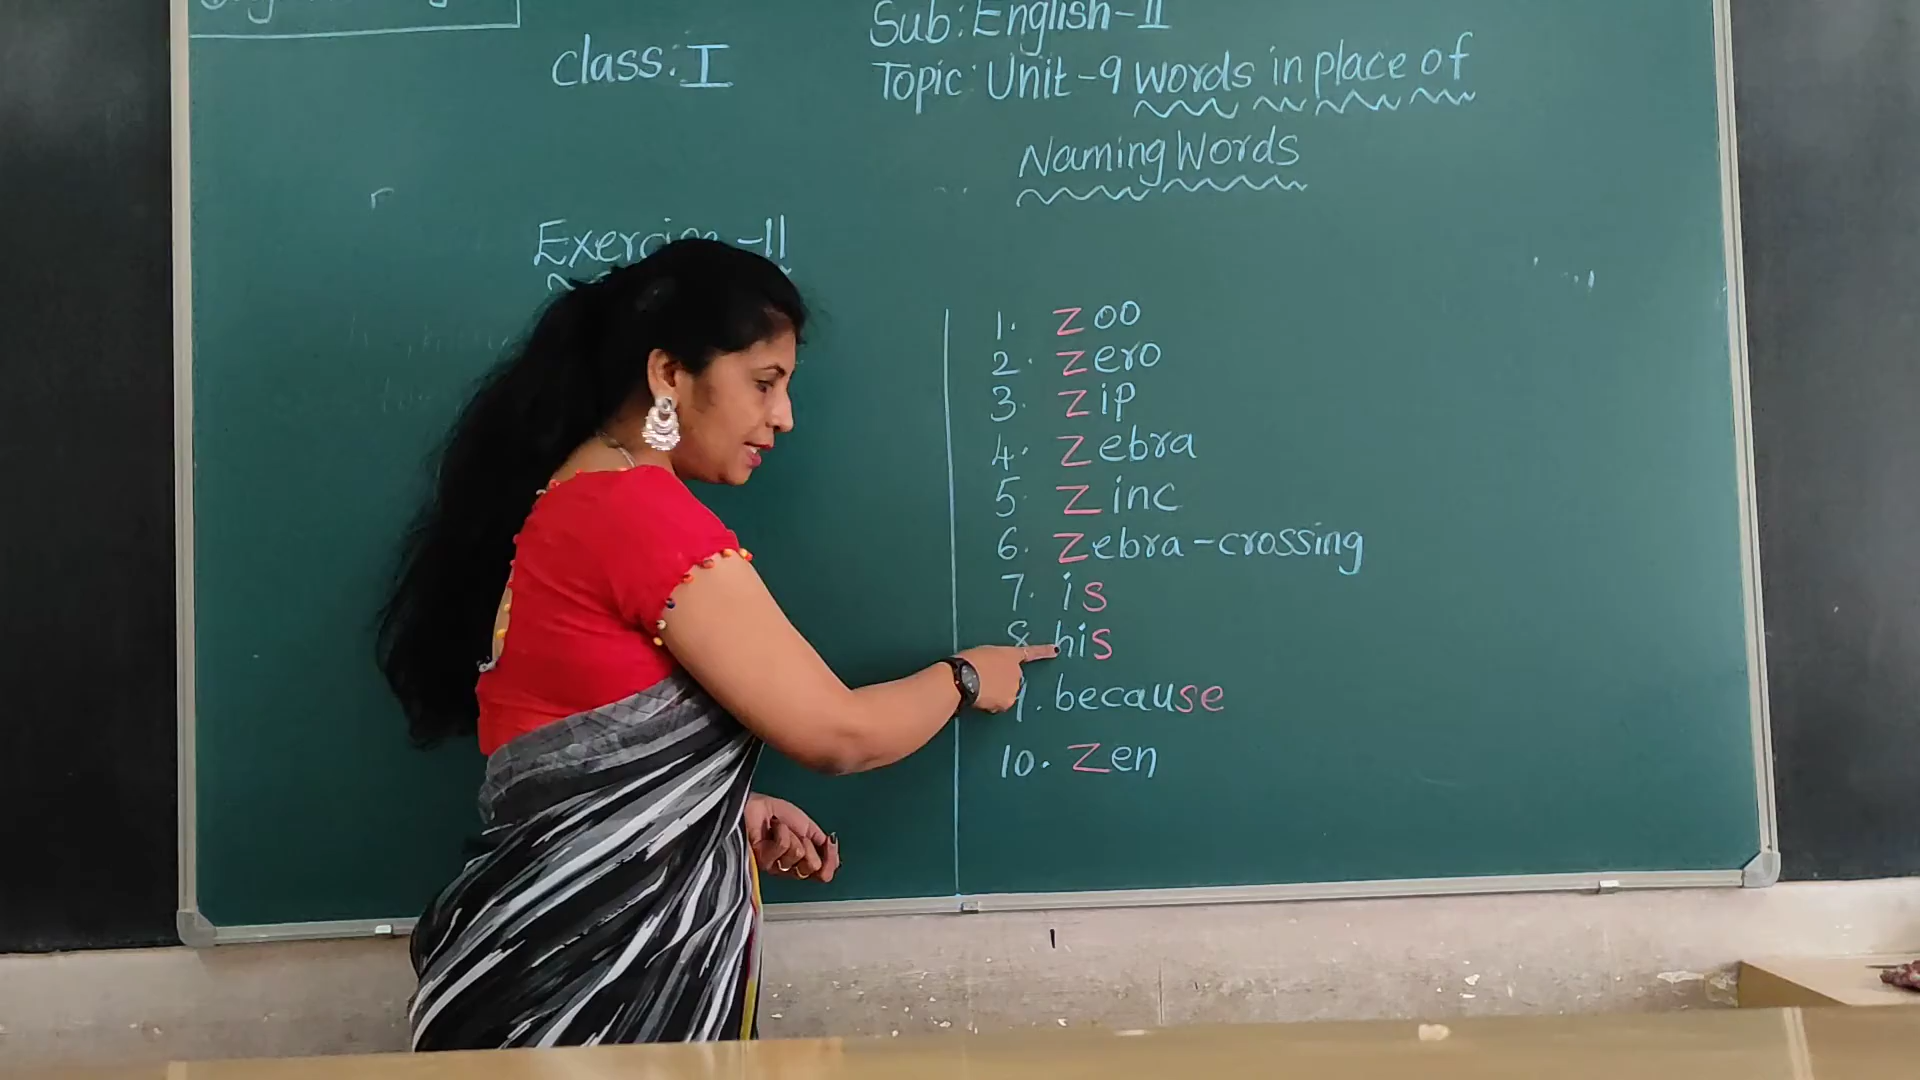 Sub: English-II
class: I
Topic: Unit-9 Words in place of
Naming Words
Exercise-II
1. Zoo
2. Zero
3. Zip
4. Zebra
5. Zinc
6. Zebra-crossing
7. is
8. his
9. because
10. Zen